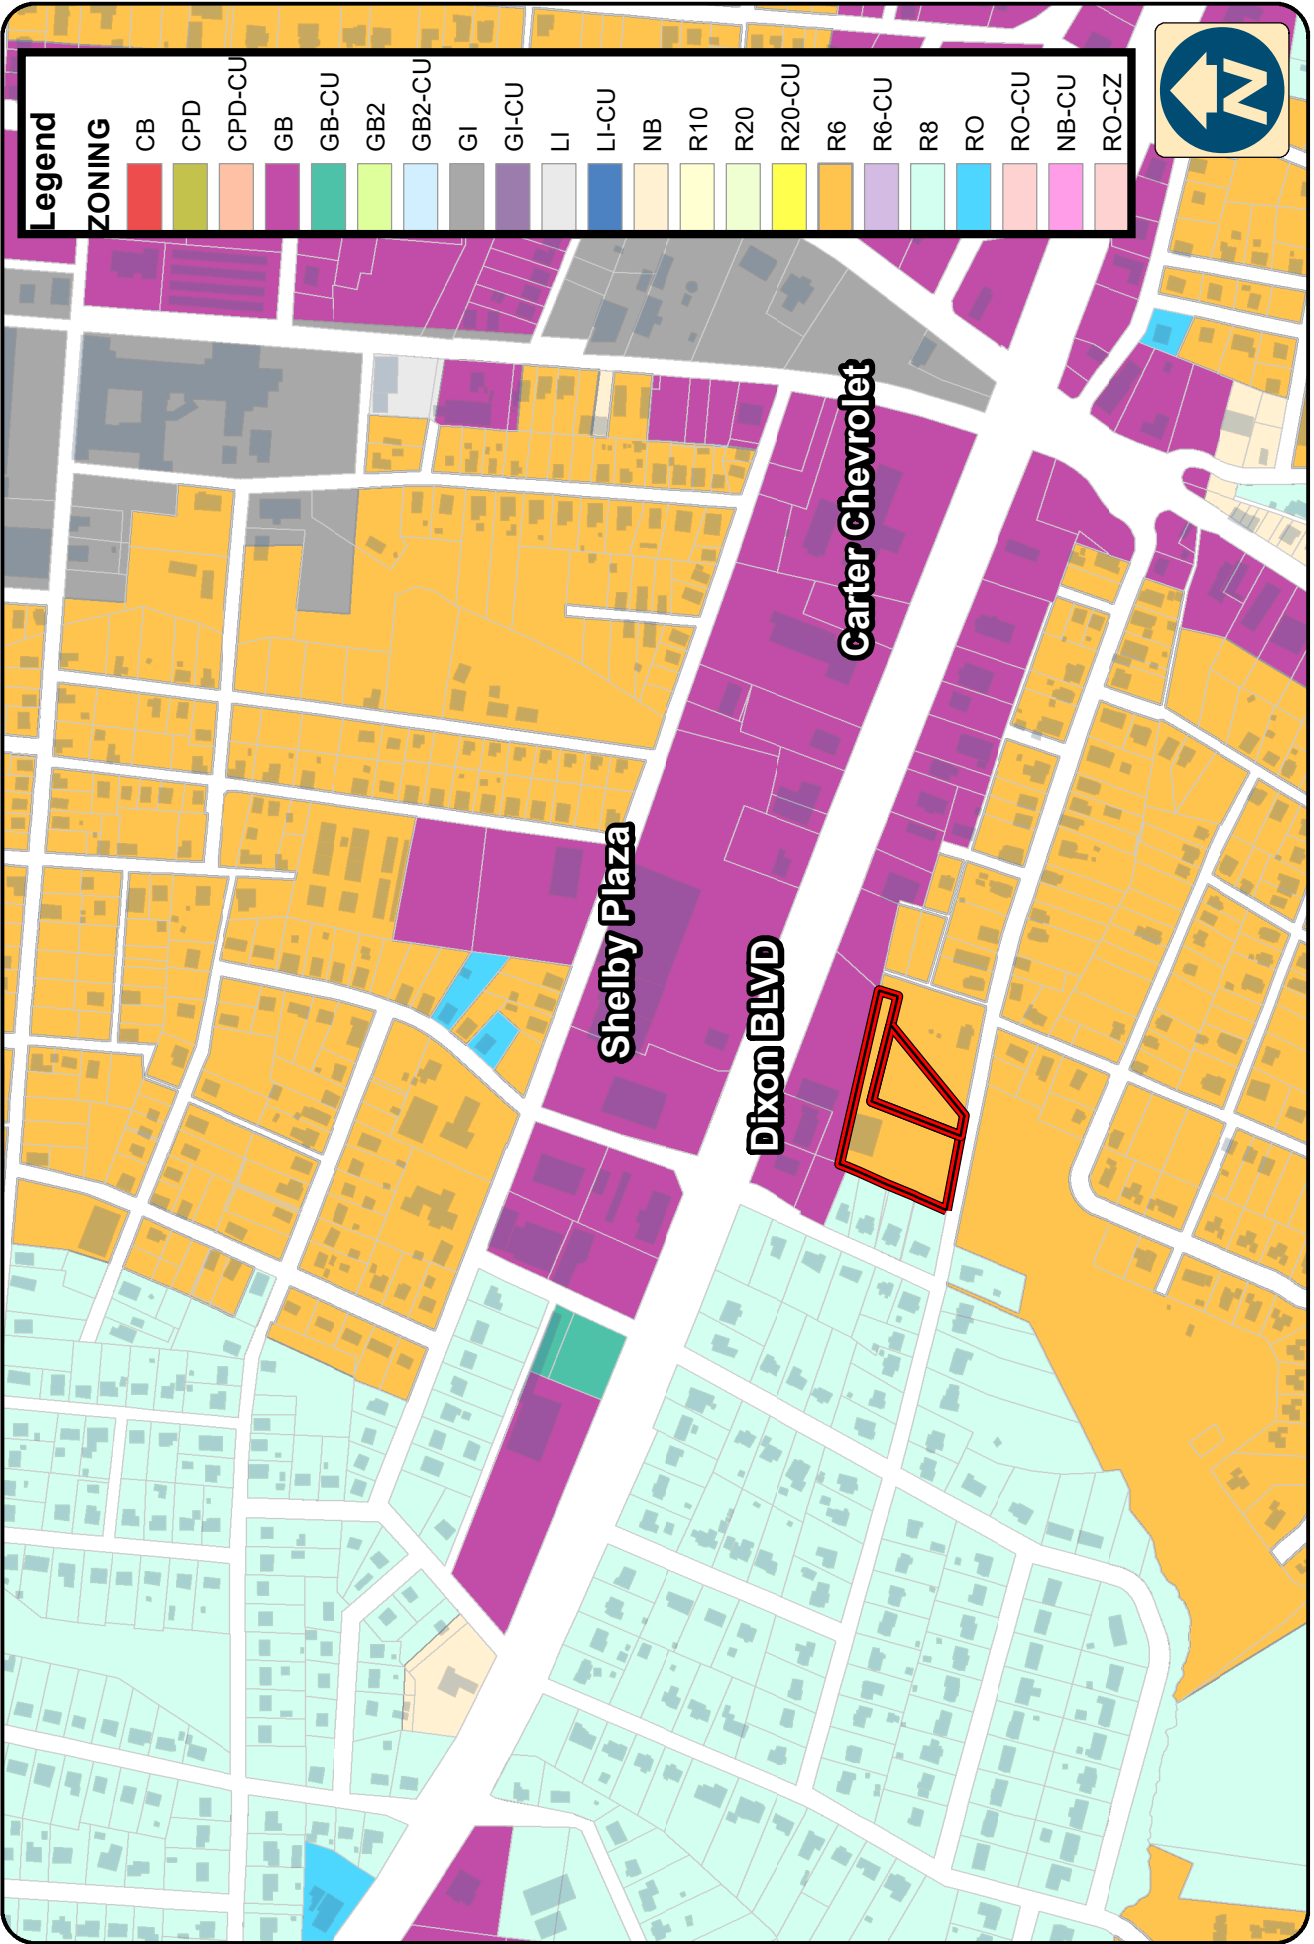 Legend
ZONING
CB
CPD
CPD-CU
GB
GB-CU
GB2
GB2-CU
GI
GI-CU
LI
LI-CU
NB
R10
R20
R20-CU
R6
R6-CU
R8
RO
RO-CU
NB-CU
RO-CZ
N
Carter Chevrolet
Shelby Plaza
Dixon BLVD